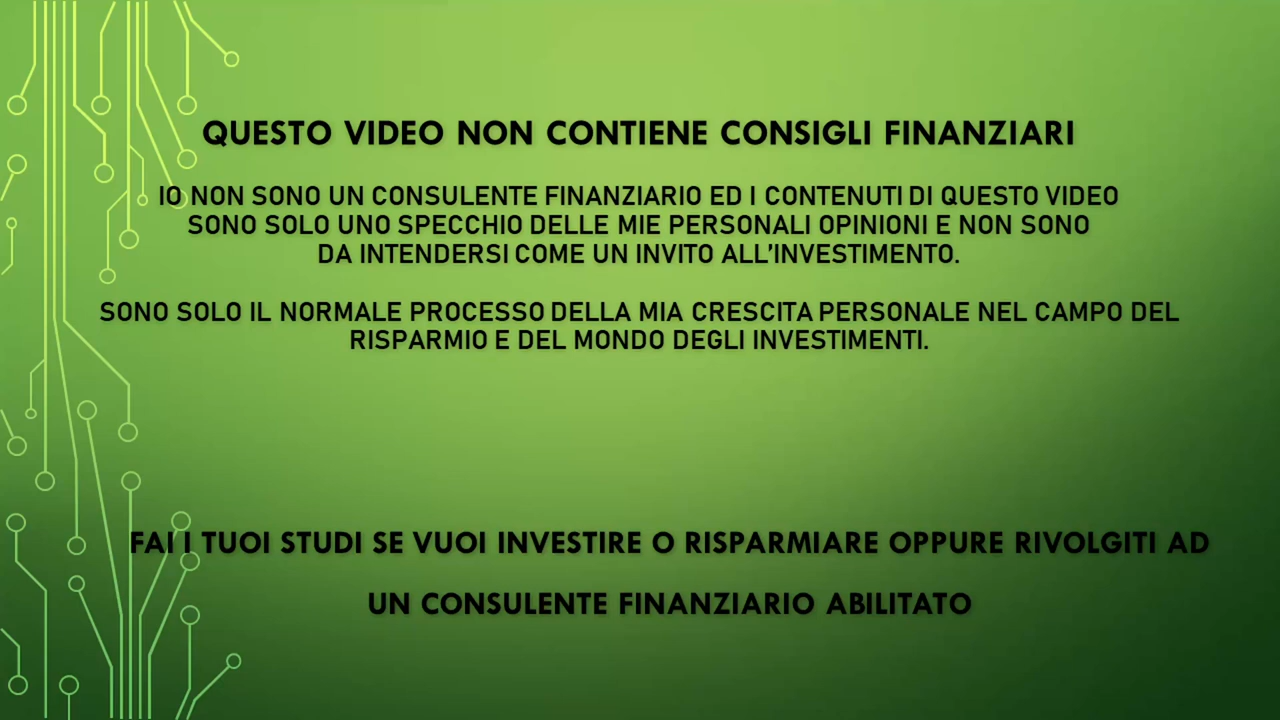 QUESTO VIDEO NON CONTIENE CONSIGLI FINANZIARI
IO NON SONO UN CONSULENTE FINANZIARIO ED I CONTENUTI DI QUESTO VIDEO
SONO SOLO UNO SPECCHIO DELLE MIE PERSONALI OPINIONI E NON SONO
DA INTENDERSI COME UN INVITO ALL'INVESTIMENTO.
SONO SOLO IL NORMALE PROCESSO DELLA MIA CRESCITA PERSONALE NEL CAMPO DEL
RISPARMIO E DEL MONDO DEGLI INVESTIMENTI.
FAI I TUOI STUDI SE VUOI INVESTIRE O RISPARMIARE OPPURE RIVOLGITI AD
UN CONSULENTE FINANZIARIO ABILITATO